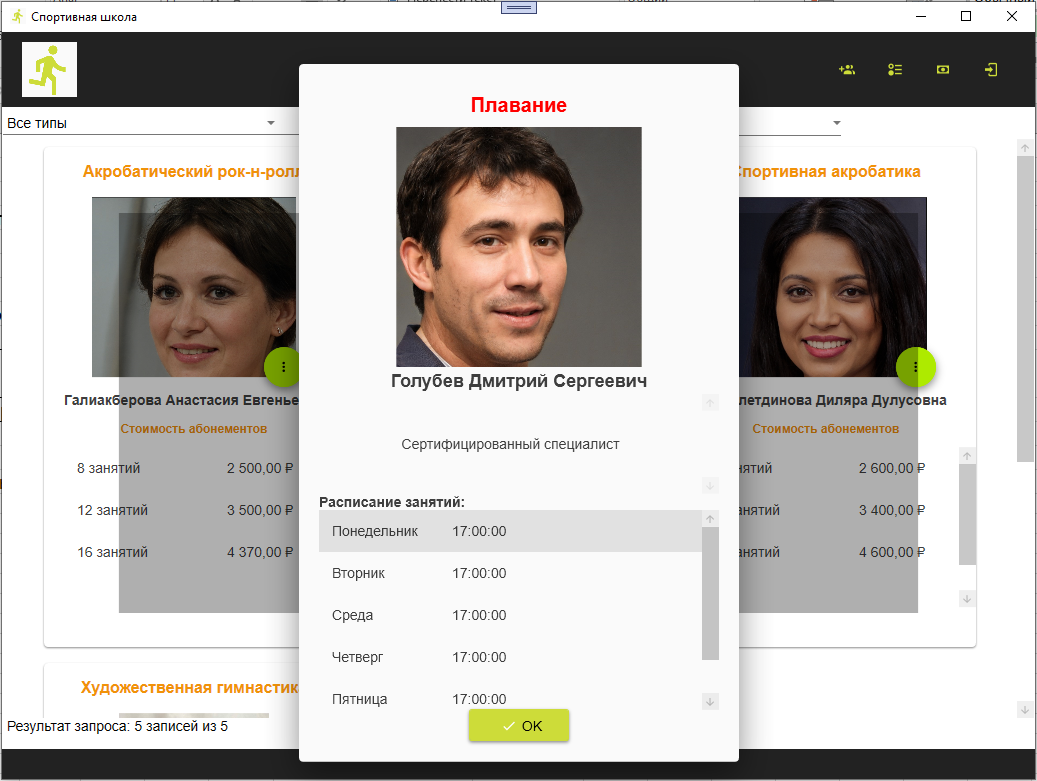 Спортивная школа
Все типы
Плавание
Голубев Дмитрий Сергеевич
Сертифицированный специалист
Расписание занятий:
Понедельник 17:00:00
Вторник 17:00:00
Среда 17:00:00
Четверг 17:00:00
Пятница 17:00:00
OK
Акробатический рок-н-ролл
Галиакберова Анастасия Евгенье
Стоимость абонементов
8 занятий 2 500,00 ₽
12 занятий 3 500,00 ₽
16 занятий 4 370,00 ₽
Спортивная акробатика
летдинова Диляра Дулусовна
Стоимость абонементов
нятий 2 600,00 ₽
анятий 3 400,00 ₽
анятий 4 600,00 ₽
Художественная гимнастика
Результат запроса: 5 записей из 5